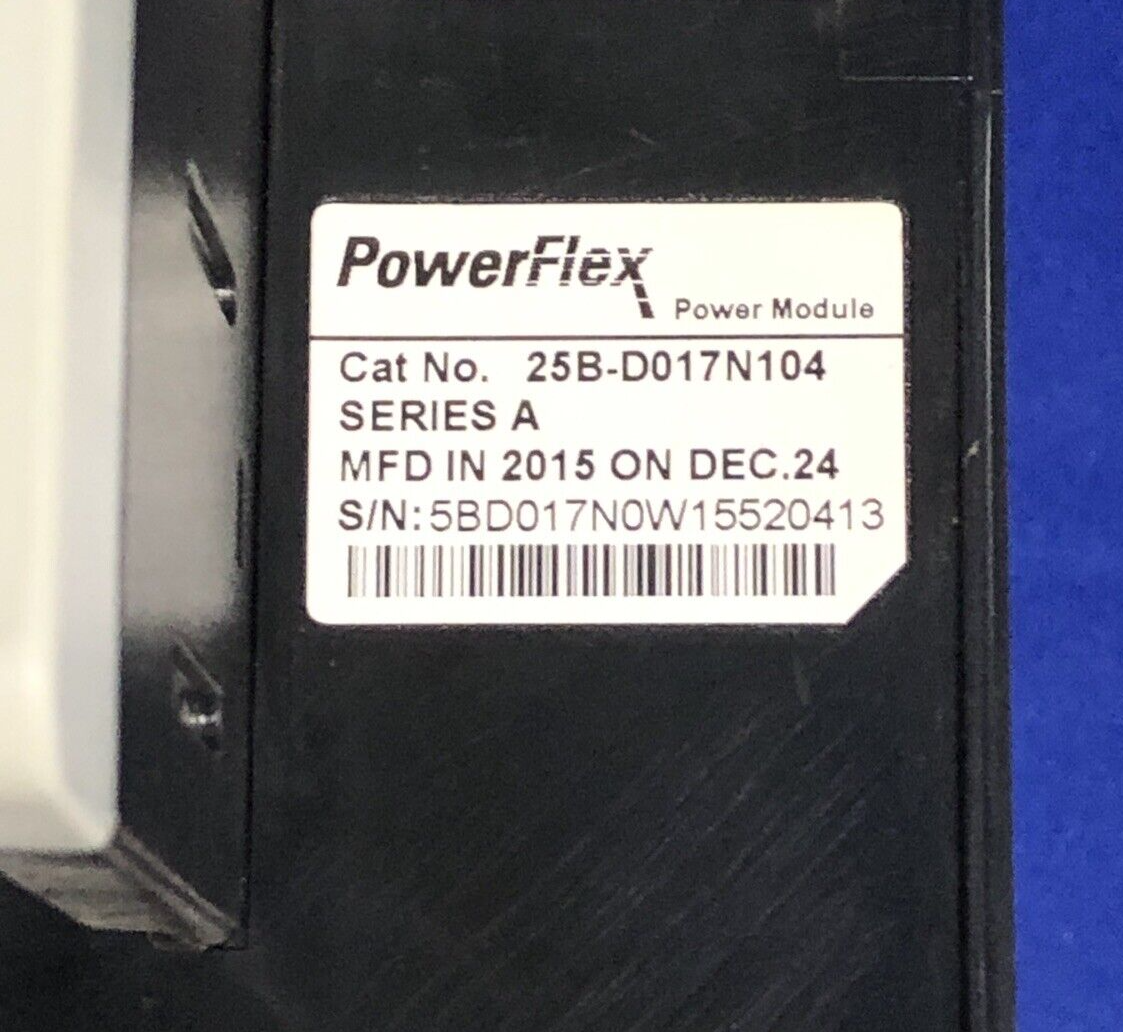 PowerFlex
Power Module
Cat No. 25B-D017N104
SERIES A
MFD IN 2015 ON DEC.24
S/N:5BD017N0W15520413